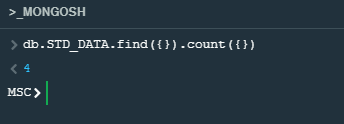 >_MONGOSH
> db.STD_DATA.find({}).count({})
< 4
MSC>